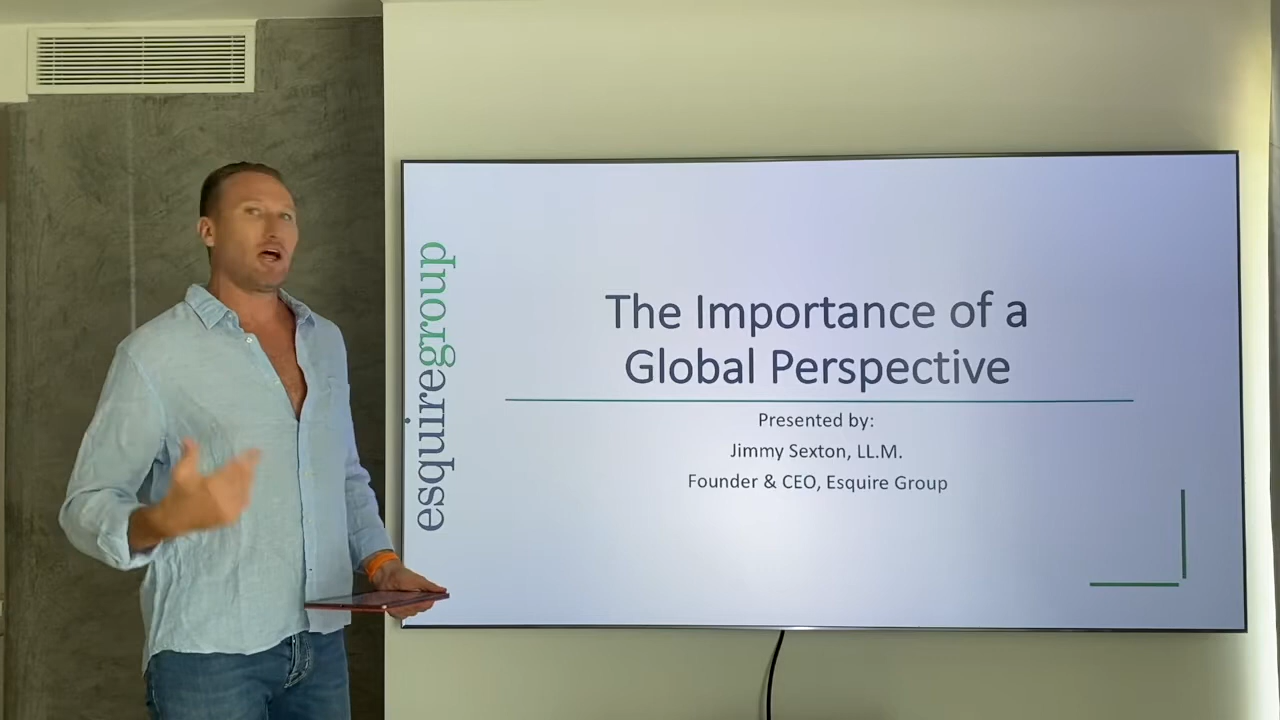 esquiregroup
The Importance of a
Global Perspective
Presented by:
Jimmy Sexton, LL.M.
Founder & CEO, Esquire Group